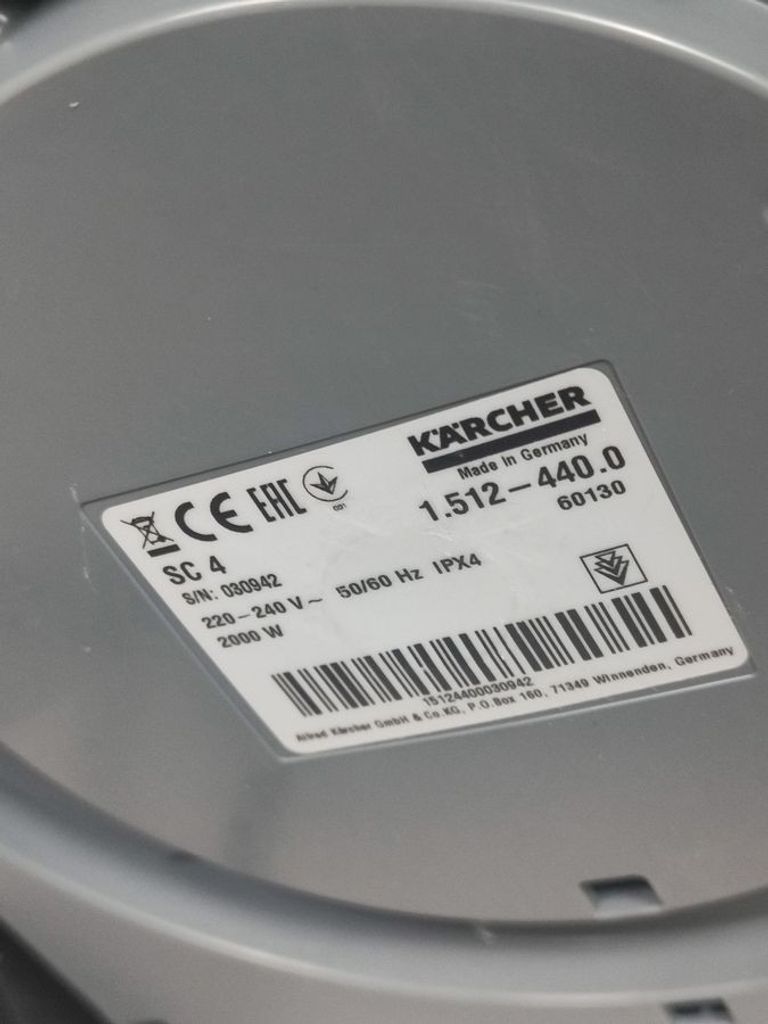 KÄRCHER
Made in Germany
CE EAC
1.512-440.0
60130
SC 4
S/N: 030942
220-240 V~ 50/60 Hz IPX4
2000 W
15124400030942
Alfred Kärcher GmbH & Co.KG, P.O.Box 160, 71349 Winnenden, Germany